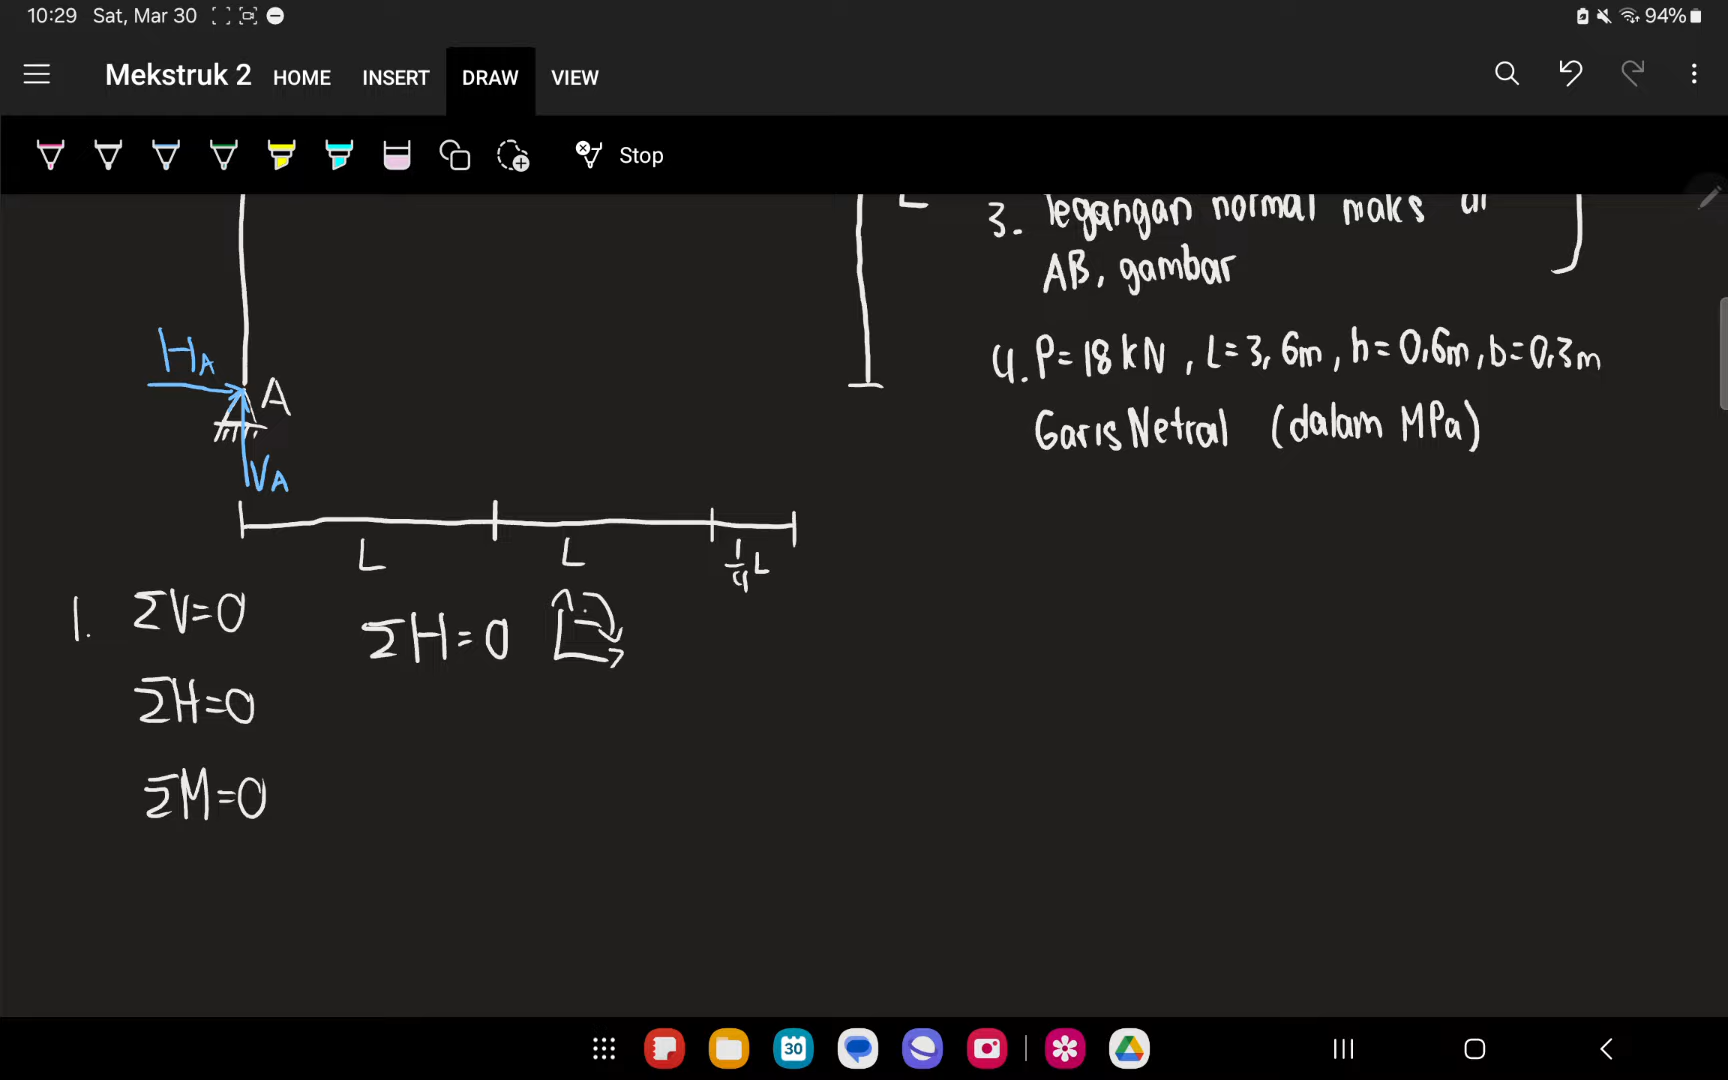 10:29 Sat, Mar 30 94%
Mekstruk 2 HOME INSERT DRAW VIEW
Stop
L
3. Tegangan normal maks di
AB, gambar
4. P=18 kN, L=3,6m, h=0,6m, b=0,3m
Garis Netral (dalam MPa)
HA
A
VA
L L 1/4 L
1. ΣV=0
ΣH=0
ΣH=0
ΣM=0
30